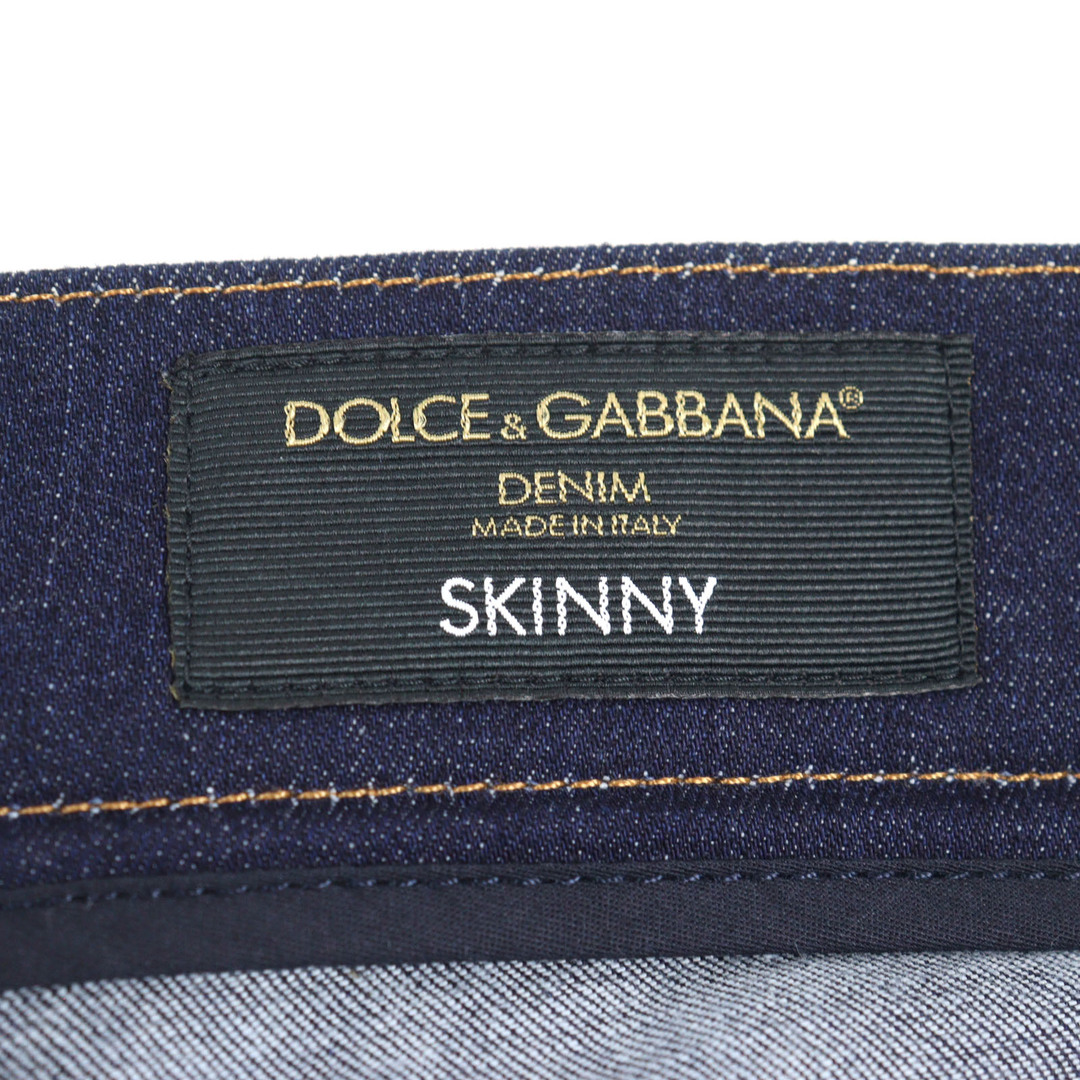 DOLCE & GABBANA®
DENIM
MADE IN ITALY
SKINNY